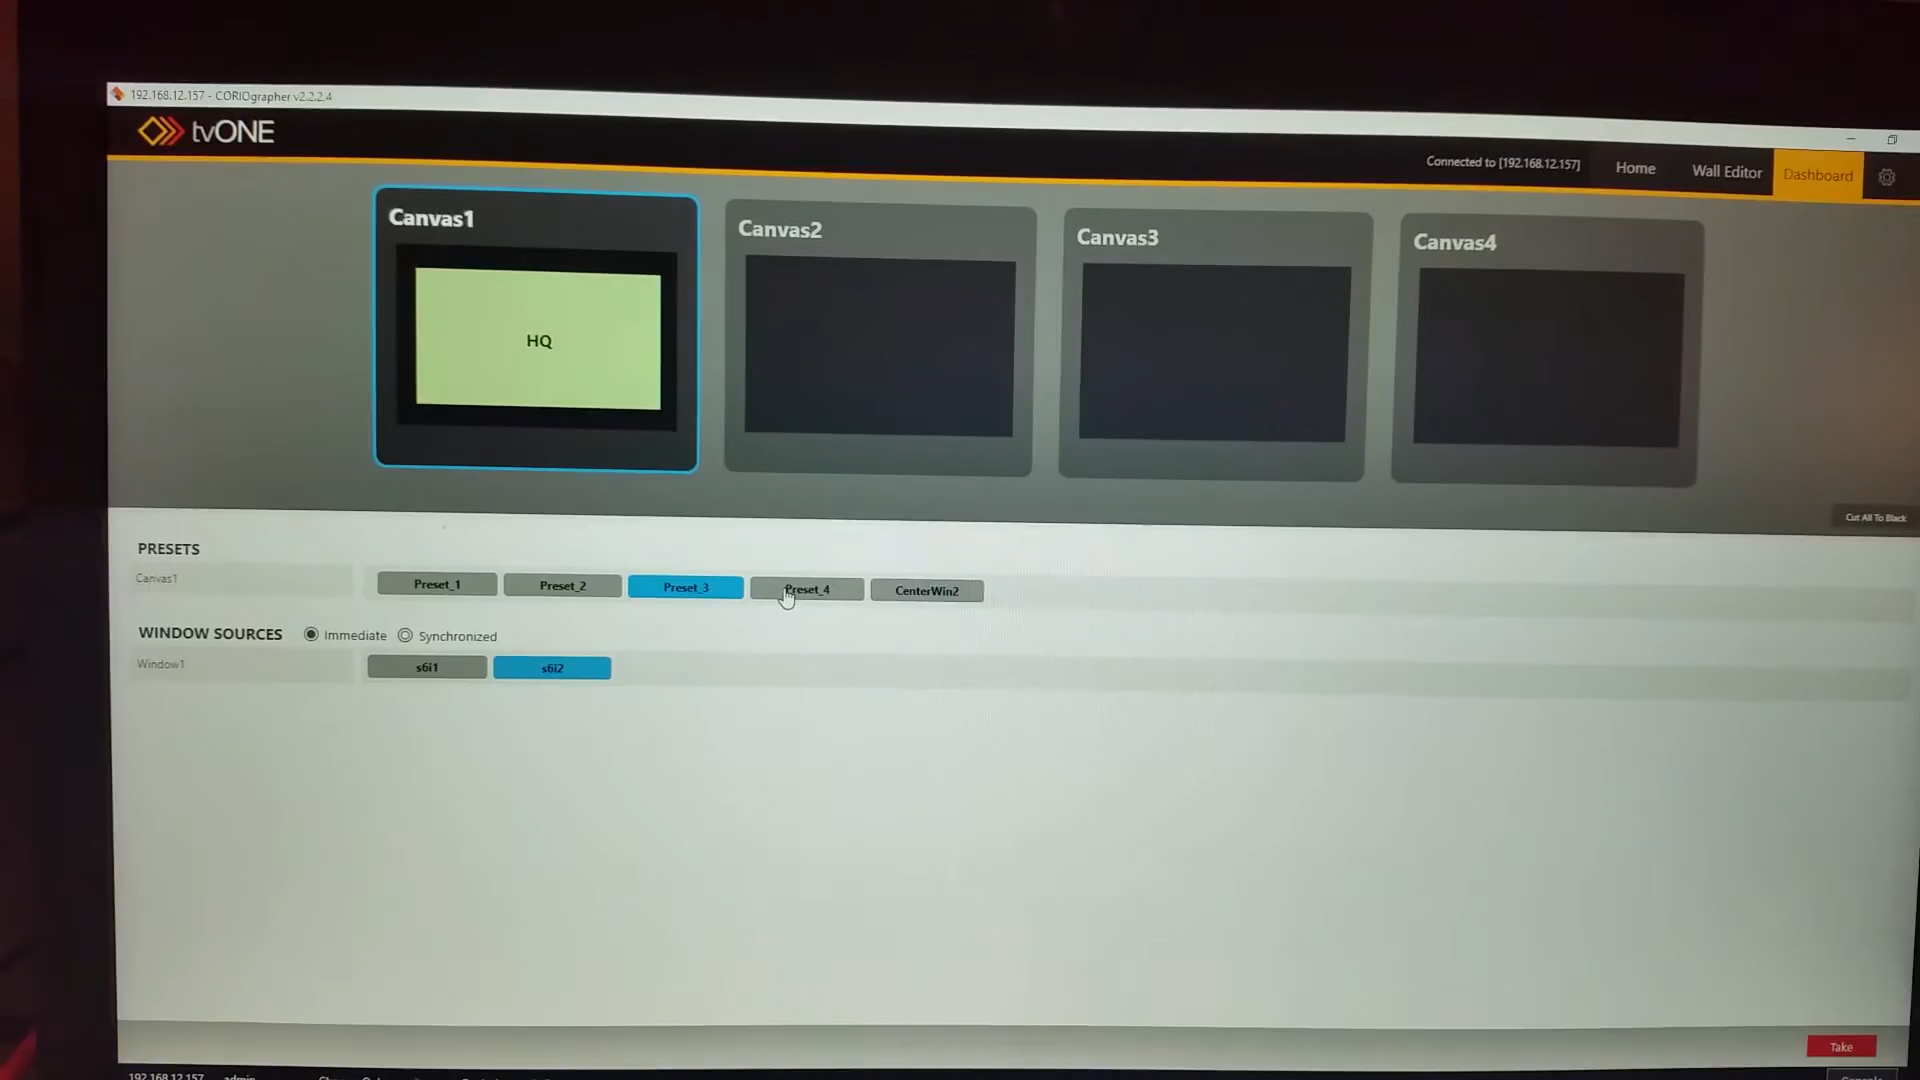 192.168.12.157 - CORIOgrapher v2.2.2.4
tvONE
Connected to [192.168.12.157]
Home
Wall Editor
Dashboard
Canvas1
Canvas2
Canvas3
Canvas4
HQ
Cut All To Black
PRESETS
Canvas1
Preset_1
Preset_2
Preset_3
Preset_4
CenterWin2
WINDOW SOURCES
Immediate
Synchronized
Window1
s6i1
s6i2
Take
192.168.12.157
admin